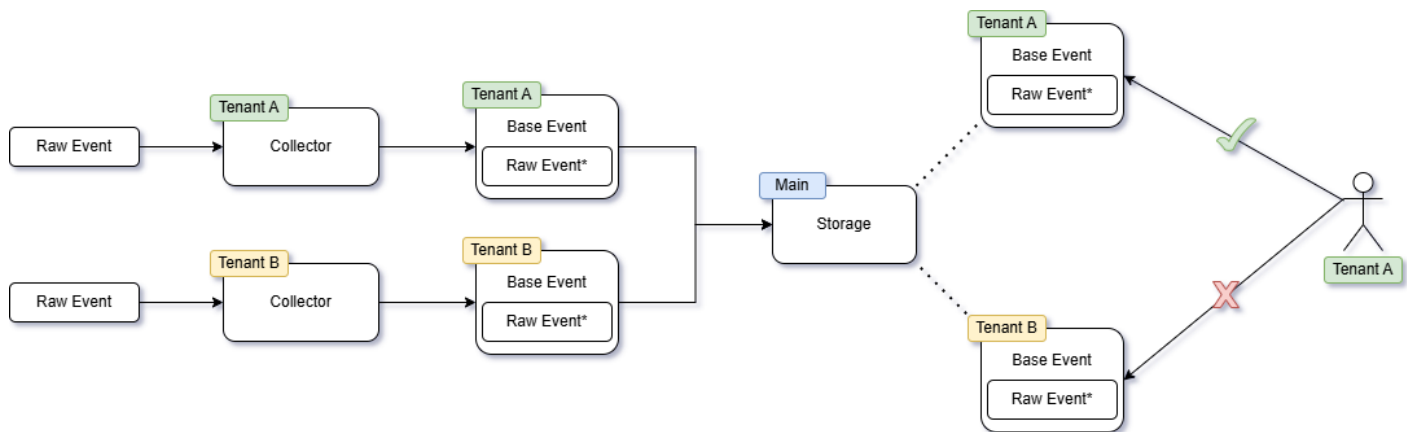 Tenant A
Base Event
Raw Event*
Tenant A
Tenant A
Raw Event
Collector
Base Event
Raw Event*
Main
Storage
Tenant A
Tenant B
Tenant B
Raw Event
Collector
Base Event
Raw Event*
Tenant B
Base Event
Raw Event*